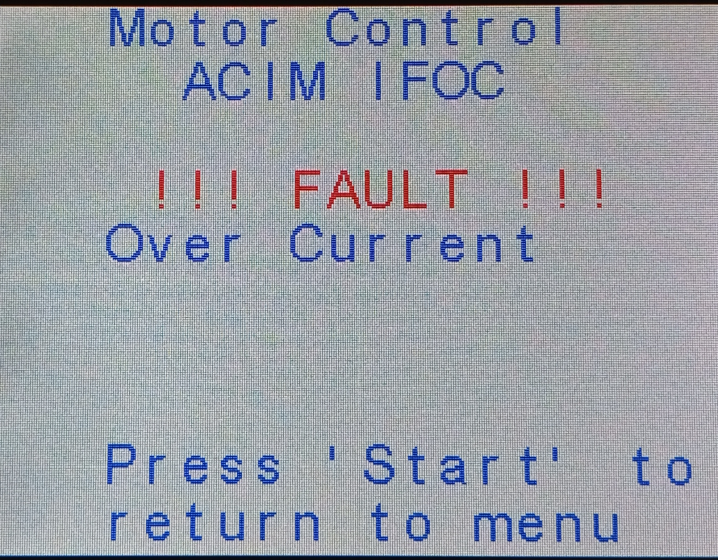 Motor Control
ACIM IFOC
!!! FAULT !!!
Over Current
Press 'Start' to
return to menu